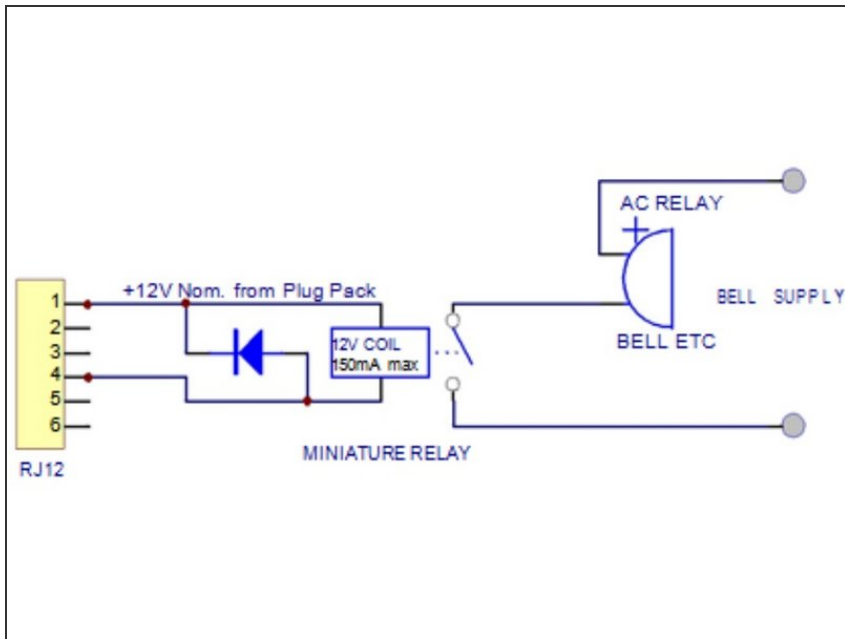 AC RELAY
+
+12V Nom. from Plug Pack
BELL SUPPLY
1
2
3
4
5
6
12V COIL
150mA max
BELL ETC
MINIATURE RELAY
RJ12